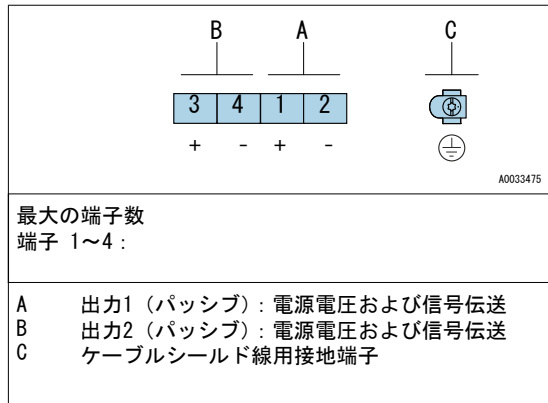 B A C
3 4 1 2
+ - + -
A0033475
最大の端子数
端子 1~4:
A 出力1(パッシブ):電源電圧および信号伝送
B 出力2(パッシブ):電源電圧および信号伝送
C ケーブルシールド線用接地端子